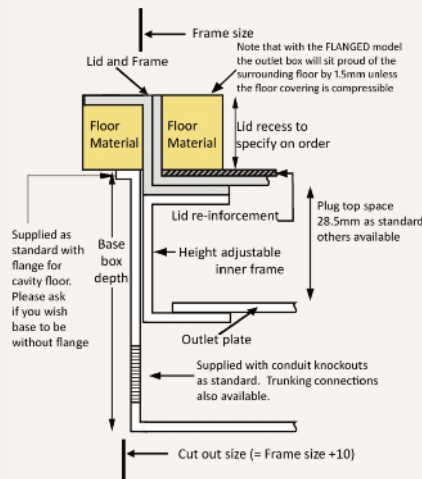 Frame size
Note that with the FLANGED model
the outlet box will sit proud of the
surrounding floor by 1.5mm unless
the floor covering is compressible
Lid and Frame
Floor
Material
Floor
Material
Lid recess to
specify on order
Plug top space
28.5mm as standard
others available
Lid re-inforcement
Supplied as
standard with
flange for
cavity floor.
Please ask
if you wish
base to be
without flange
Base
box
depth
Height adjustable
inner frame
Outlet plate
Supplied with conduit knockouts
as standard. Trunking connections
also available.
Cut out size (= Frame size +10)